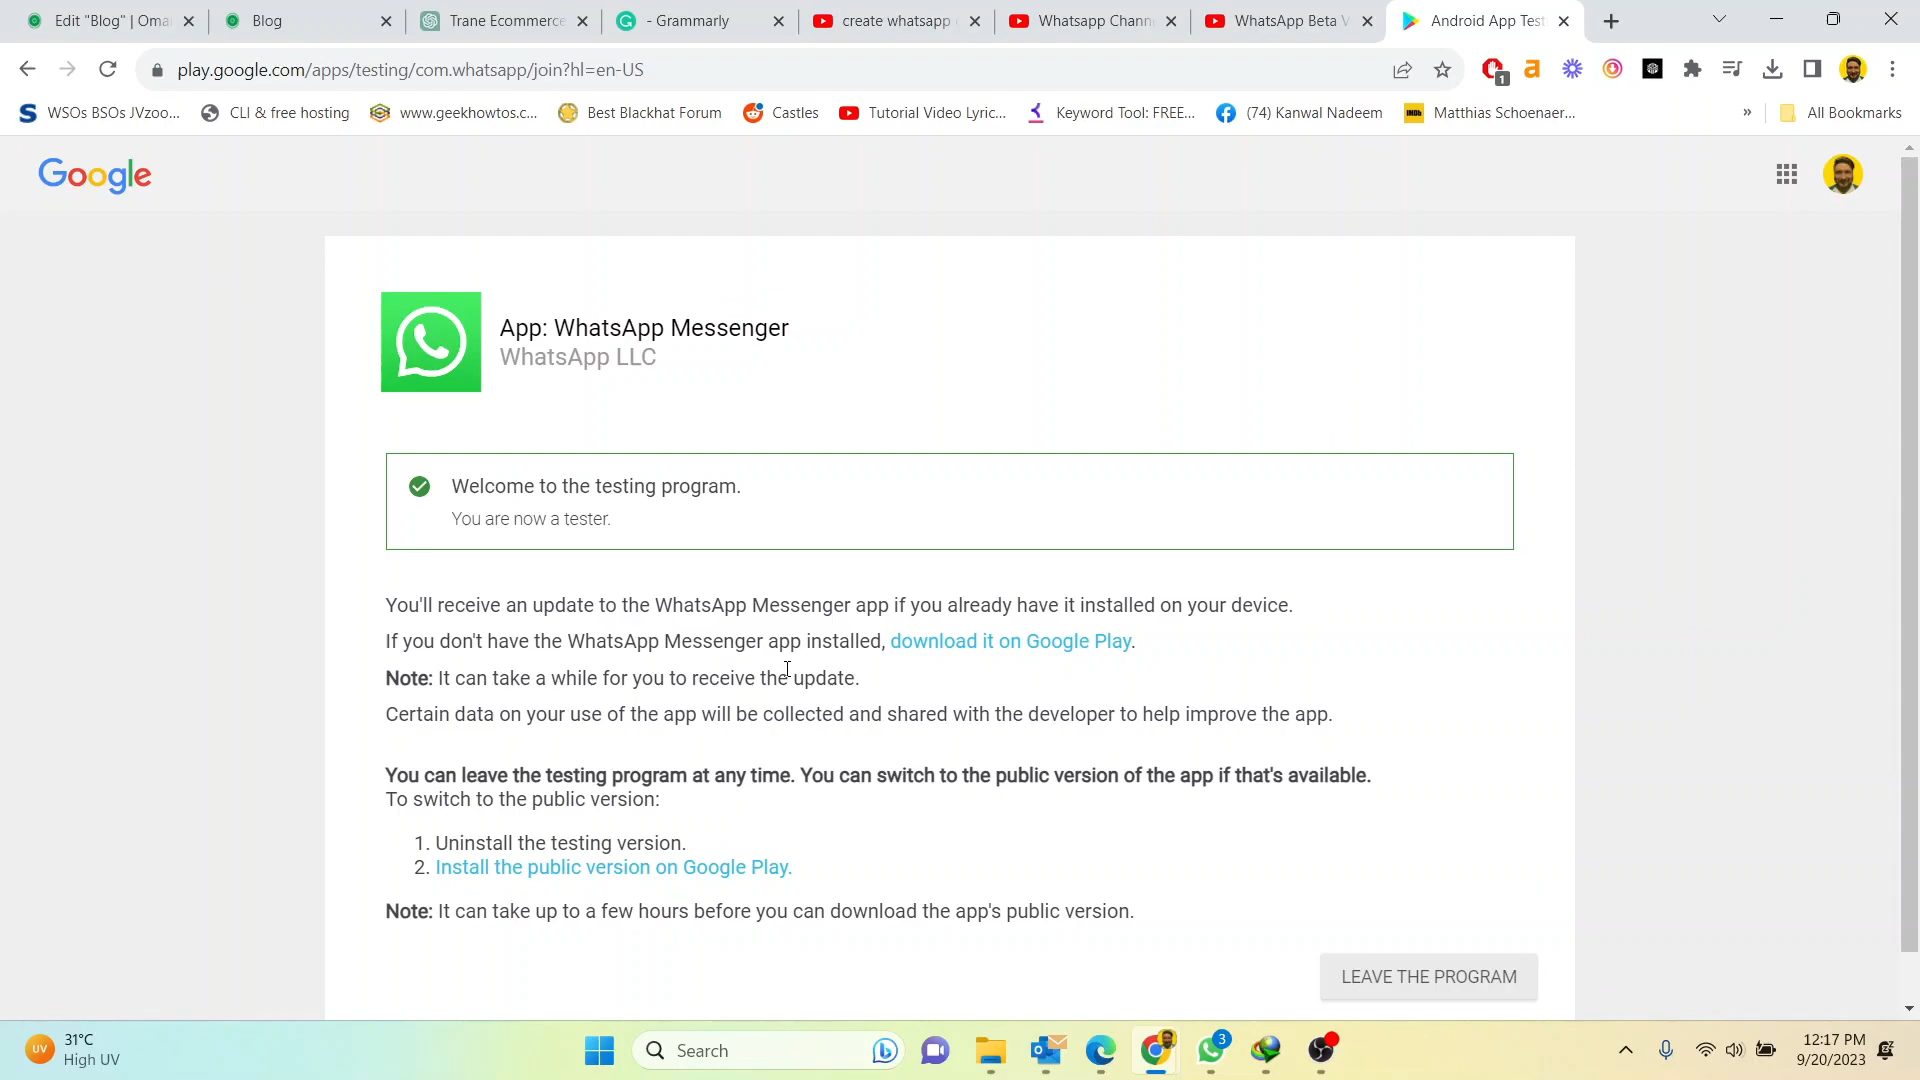 Edit "Blog" | Oma
Blog
Trane Ecommerce
- Grammarly
create whatsapp
Whatsapp Chann
WhatsApp Beta V
Android App Test
play.google.com/apps/testing/com.whatsapp/join?hl=en-US
1
WSOs BSOs JVzoo...
CLI & free hosting
www.geekhowtos.c...
Best Blackhat Forum
Castles
Tutorial Video Lyric...
Keyword Tool: FREE...
(74) Kanwal Nadeem
IMDb
Matthias Schoenaer...
»
All Bookmarks
Google
App: WhatsApp Messenger
WhatsApp LLC
Welcome to the testing program.
You are now a tester.
You'll receive an update to the WhatsApp Messenger app if you already have it installed on your device.
If you don't have the WhatsApp Messenger app installed, download it on Google Play.
Note: It can take a while for you to receive the update.
Certain data on your use of the app will be collected and shared with the developer to help improve the app.
You can leave the testing program at any time. You can switch to the public version of the app if that's available.
To switch to the public version:
1. Uninstall the testing version.
2. Install the public version on Google Play.
Note: It can take up to a few hours before you can download the app's public version.
LEAVE THE PROGRAM
UV
31°C
High UV
Search
3
12:17 PM
9/20/2023